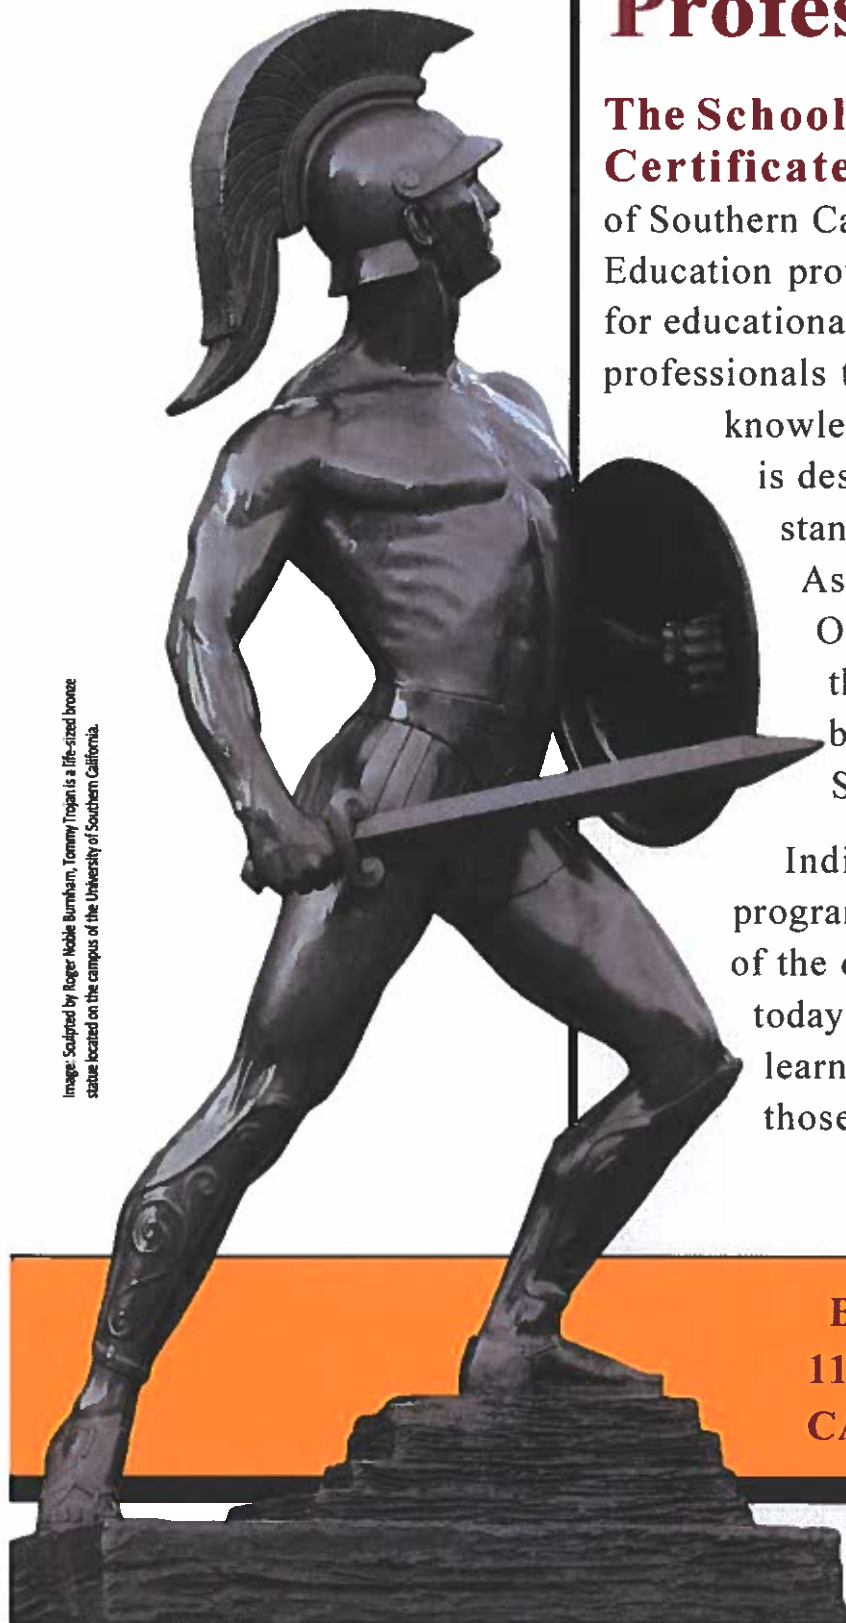 Profes
The School
Certificate
of Southern Ca
Education pro
for educationa
professionals t
knowle
is des
stan
As
O
th
b
S
Indi
progra
of the
today
learn
those
B
11
CA
Image: Sculpted by Roger Noble Burnham, Tommy Trojan is a life-sized bronze
statue located on the campus of the University of Southern California.